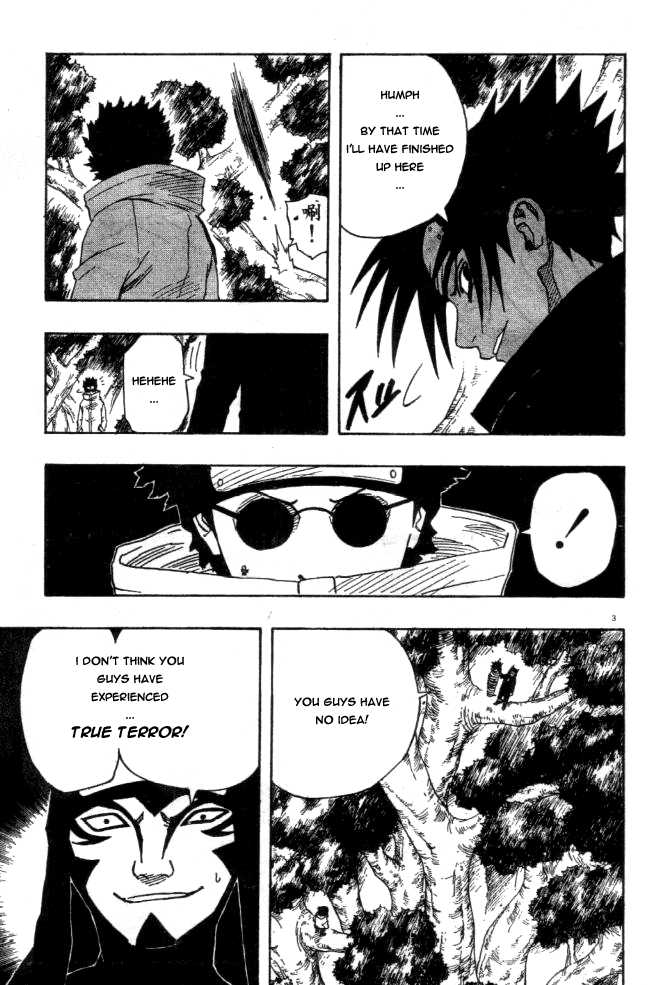 HUMPH
...
BY THAT TIME
I'LL HAVE FINISHED
UP HERE
...
唰!
HEHEHE
...
!
3
YOU GUYS HAVE
NO IDEA!
I DON'T THINK YOU
GUYS HAVE
EXPERIENCED
...
TRUE TERROR!